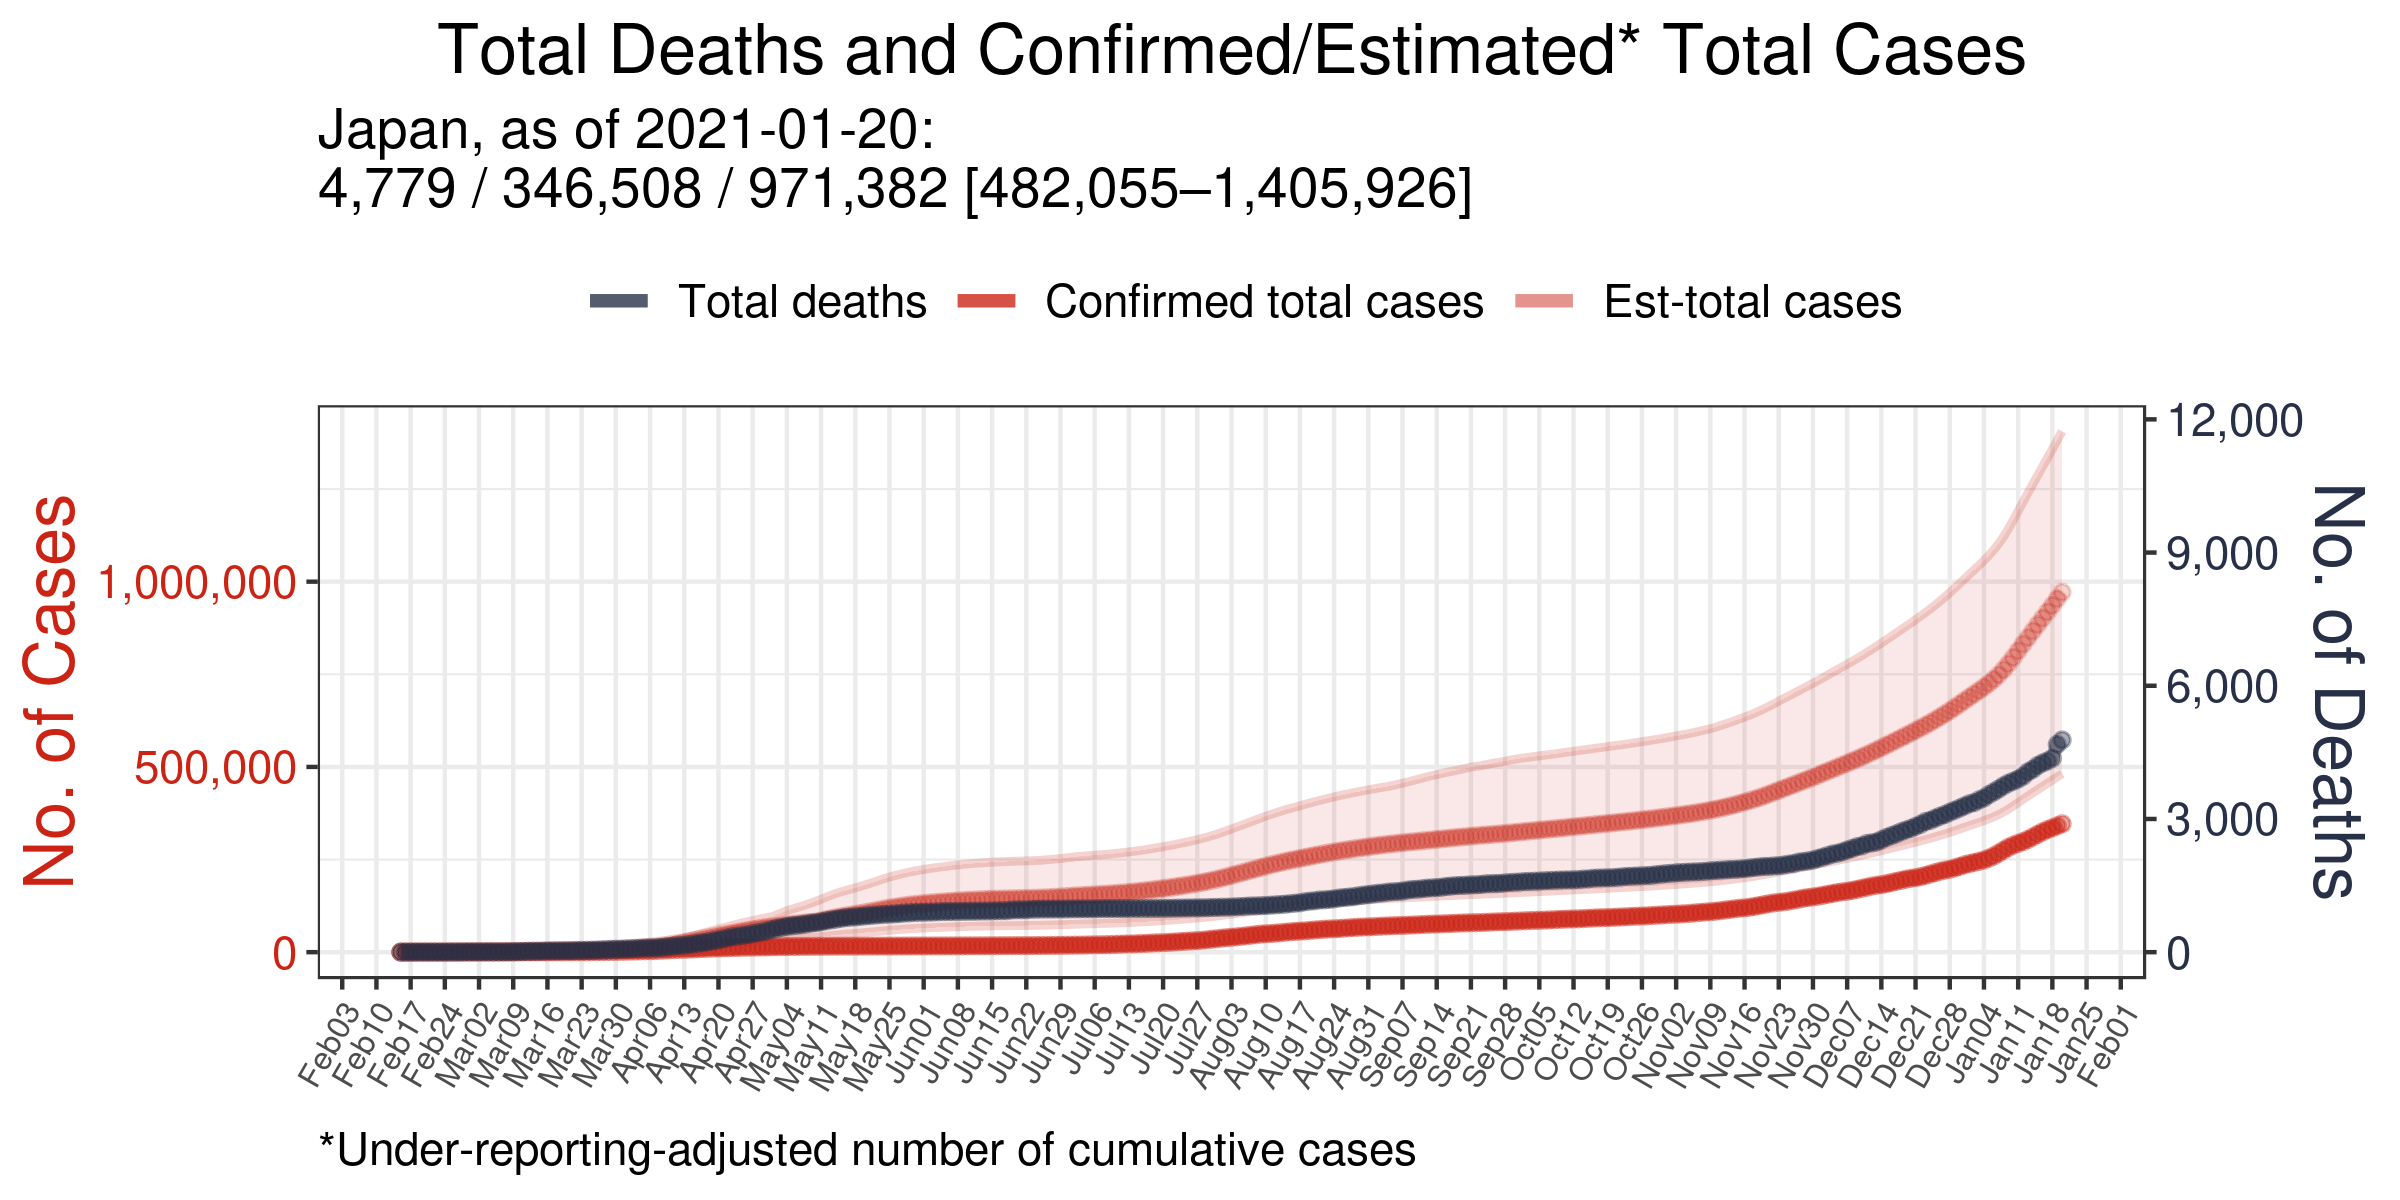 Total Deaths and Confirmed/Estimated* Total Cases
Japan, as of 2021-01-20:
4,779 / 346,508 / 971,382 [482,055–1,405,926]
Total deaths
Confirmed total cases
Est-total cases
No. of Cases
1,000,000
500,000
0
12,000
9,000
6,000
3,000
0
No. of Deaths
Feb03
Feb10
Feb17
Feb24
Mar02
Mar09
Mar16
Mar23
Mar30
Apr06
Apr13
Apr20
Apr27
May04
May11
May18
May25
Jun01
Jun08
Jun15
Jun22
Jun29
Jul06
Jul13
Jul20
Jul27
Aug03
Aug10
Aug17
Aug24
Aug31
Sep07
Sep14
Sep21
Sep28
Oct05
Oct12
Oct19
Oct26
Nov02
Nov09
Nov16
Nov23
Nov30
Dec07
Dec14
Dec21
Dec28
Jan04
Jan11
Jan18
Jan25
Feb01
*Under-reporting-adjusted number of cumulative cases